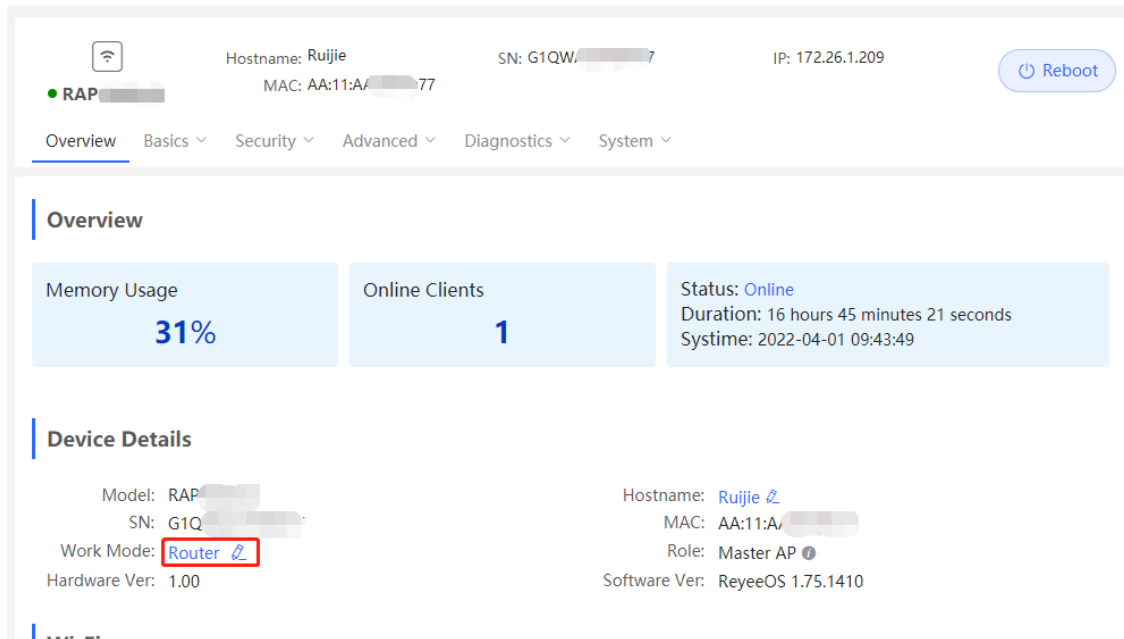 Hostname: Ruijie SN: G1QW 7 IP: 172.26.1.209
Reboot
MAC: AA:11:A 77
RAP
Overview Basics Security Advanced Diagnostics System
Overview
Memory Usage Online Clients
31% 1
Status: Online
Duration: 16 hours 45 minutes 21 seconds
Systime: 2022-04-01 09:43:49
Device Details
Model: RAP Hostname: Ruijie
SN: G1Q MAC: AA:11:A
Work Mode: Router Role: Master AP
Hardware Ver: 1.00 Software Ver: ReyeeOS 1.75.1410